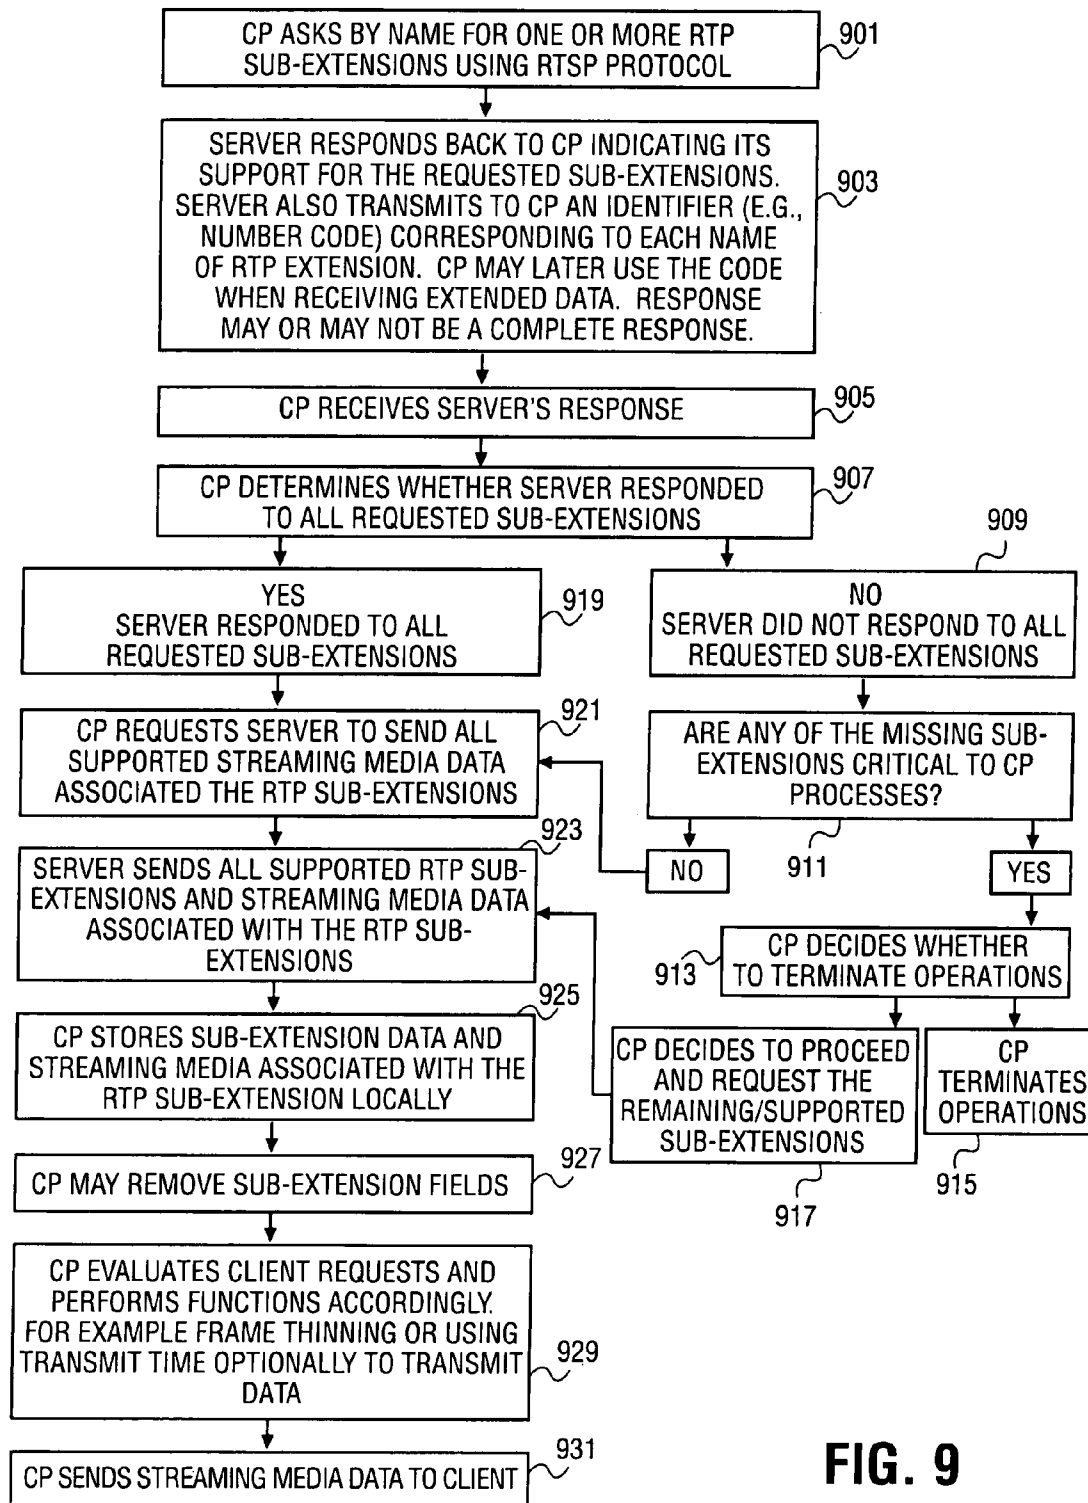 CP ASKS BY NAME FOR ONE OR MORE RTP
SUB-EXTENSIONS USING RTSP PROTOCOL
901
SERVER RESPONDS BACK TO CP INDICATING ITS
SUPPORT FOR THE REQUESTED SUB-EXTENSIONS.
SERVER ALSO TRANSMITS TO CP AN IDENTIFIER (E.G.,
NUMBER CODE) CORRESPONDING TO EACH NAME
OF RTP EXTENSION. CP MAY LATER USE THE CODE
WHEN RECEIVING EXTENDED DATA. RESPONSE
MAY OR MAY NOT BE A COMPLETE RESPONSE.
903
CP RECEIVES SERVER'S RESPONSE
905
CP DETERMINES WHETHER SERVER RESPONDED
TO ALL REQUESTED SUB-EXTENSIONS
907
909
YES
SERVER RESPONDED TO ALL
REQUESTED SUB-EXTENSIONS
919
NO
SERVER DID NOT RESPOND TO ALL
REQUESTED SUB-EXTENSIONS
CP REQUESTS SERVER TO SEND ALL
SUPPORTED STREAMING MEDIA DATA
ASSOCIATED THE RTP SUB-EXTENSIONS
921
ARE ANY OF THE MISSING SUB-
EXTENSIONS CRITICAL TO CP
PROCESSES?
911
NO
YES
923
SERVER SENDS ALL SUPPORTED RTP SUB-
EXTENSIONS AND STREAMING MEDIA DATA
ASSOCIATED WITH THE RTP SUB-
EXTENSIONS
CP DECIDES WHETHER
TO TERMINATE OPERATIONS
913
925
CP STORES SUB-EXTENSION DATA AND
STREAMING MEDIA ASSOCIATED WITH THE
RTP SUB-EXTENSION LOCALLY
CP DECIDES TO PROCEED
AND REQUEST THE
REMAINING/SUPPORTED
SUB-EXTENSIONS
917
CP
TERMINATES
OPERATIONS
915
CP MAY REMOVE SUB-EXTENSION FIELDS
927
CP EVALUATES CLIENT REQUESTS AND
PERFORMS FUNCTIONS ACCORDINGLY.
FOR EXAMPLE FRAME THINNING OR USING
TRANSMIT TIME OPTIONALLY TO TRANSMIT
DATA
929
CP SENDS STREAMING MEDIA DATA TO CLIENT
931
FIG. 9